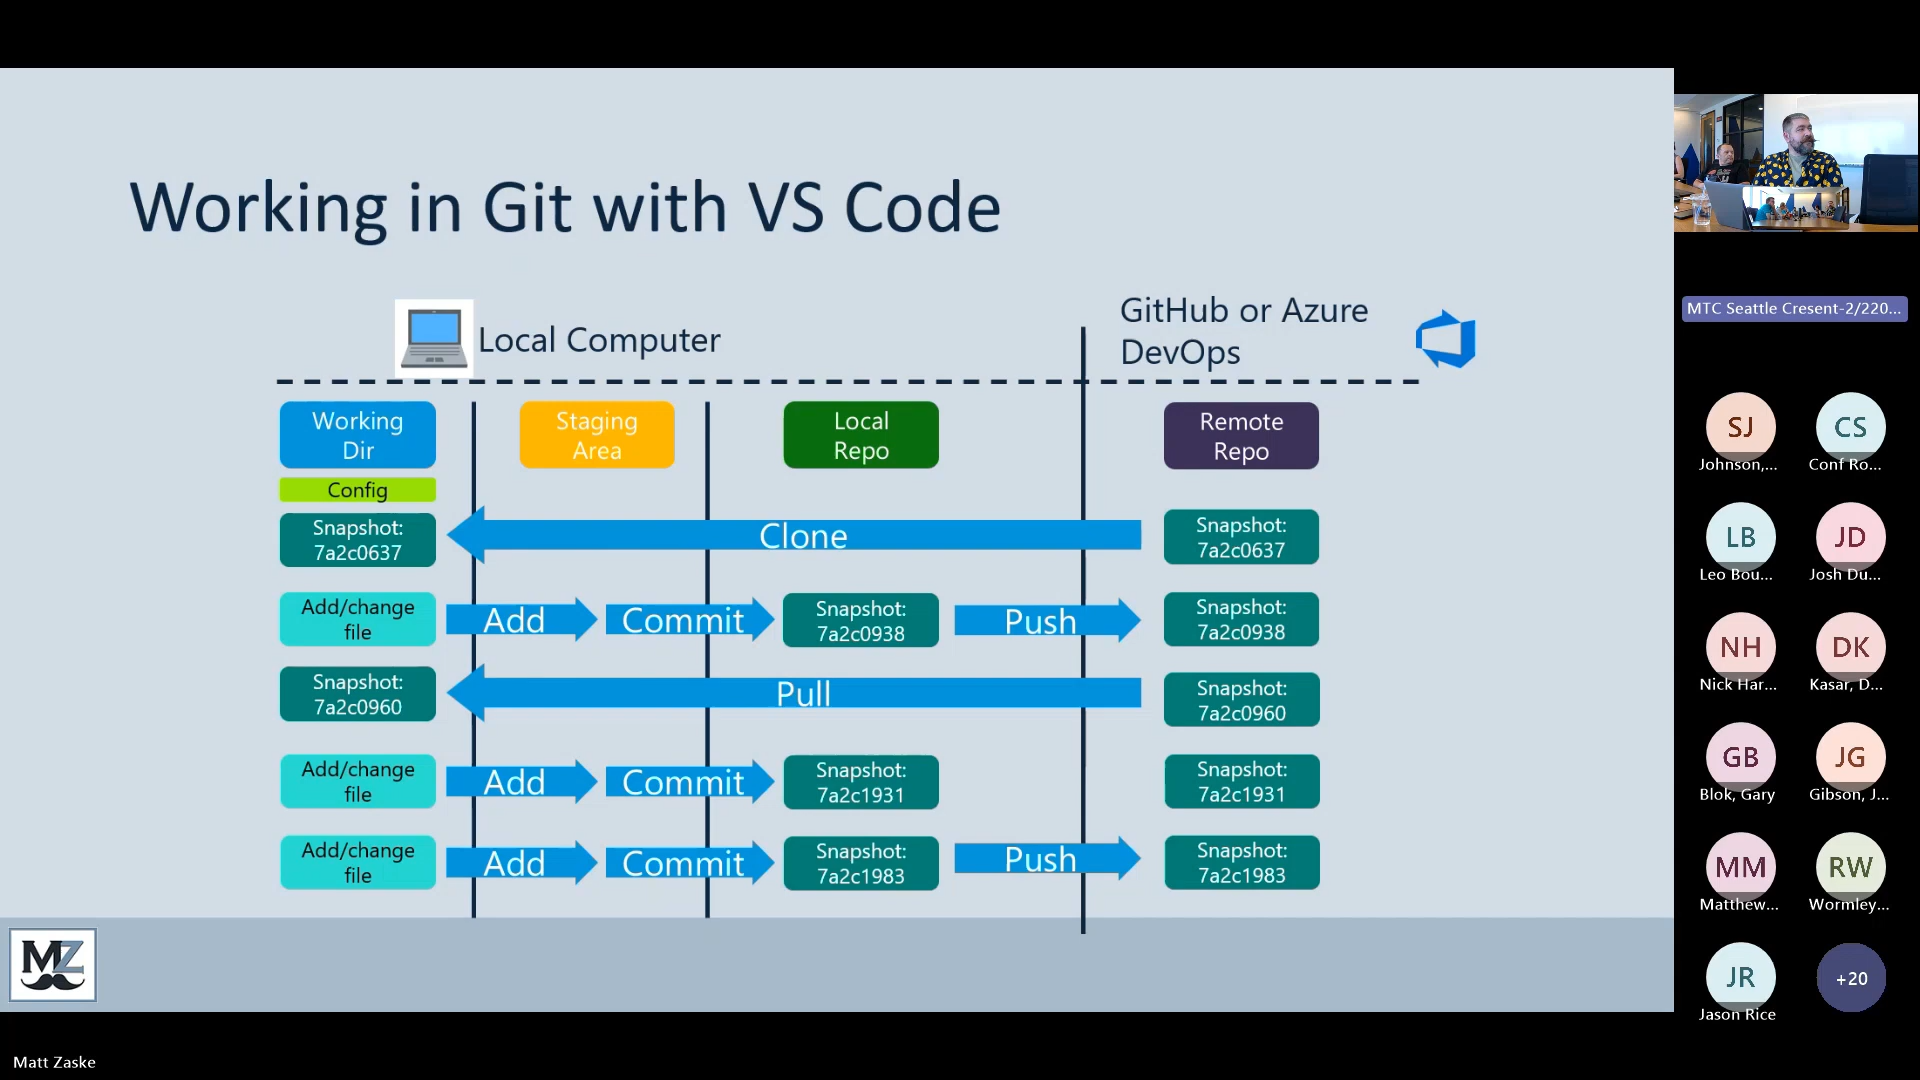 Working in Git with VS Code
Local Computer
GitHub or Azure
DevOps
Working
Dir
Staging
Area
Local
Repo
Remote
Repo
Config
Snapshot:
7a2c0637
Clone
Snapshot:
7a2c0637
Add/change
file
Add
Commit
Snapshot:
7a2c0938
Push
Snapshot:
7a2c0938
Snapshot:
7a2c0960
Pull
Snapshot:
7a2c0960
Add/change
file
Add
Commit
Snapshot:
7a2c1931
Snapshot:
7a2c1931
Add/change
file
Add
Commit
Snapshot:
7a2c1983
Push
Snapshot:
7a2c1983
MZ
Matt Zaske
MTC Seattle Cresent-2/220...
SJ
Johnson,...
CS
Conf Ro...
LB
Leo Bou...
JD
Josh Du...
NH
Nick Har...
DK
Kasar, D...
GB
Blok, Gary
JG
Gibson, J...
MM
Matthew...
RW
Wormley...
JR
Jason Rice
+20